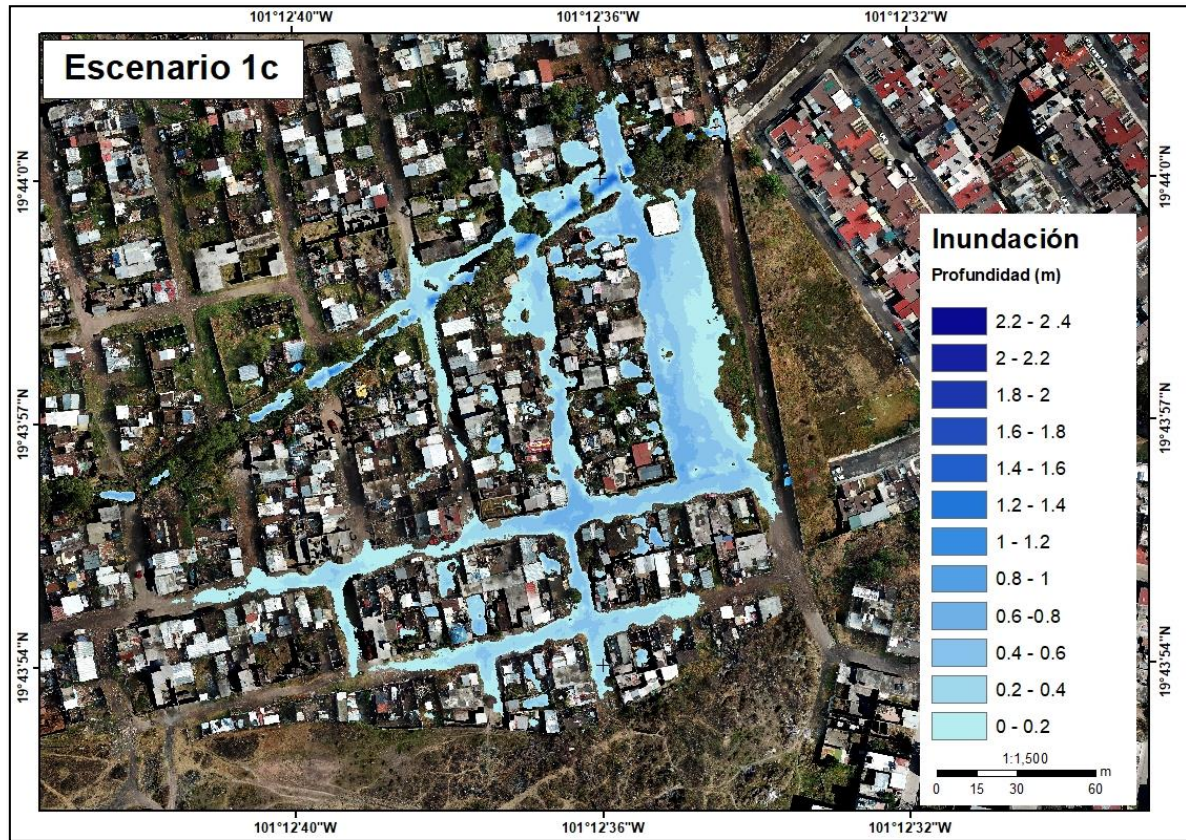 101°12'40"W
101°12'36"W
101°12'32"W
Escenario 1c
19°44'0"N
19°44'0"N
19°43'57"N
19°43'57"N
19°43'54"N
19°43'54"N
Inundación
Profundidad (m)
2.2 - 2 .4
2 - 2.2
1.8 - 2
1.6 - 1.8
1.4 - 1.6
1.2 - 1.4
1 - 1.2
0.8 - 1
0.6 -0.8
0.4 - 0.6
0.2 - 0.4
0 - 0.2
1:1,500
m
0 15 30 60
101°12'40"W
101°12'36"W
101°12'32"W